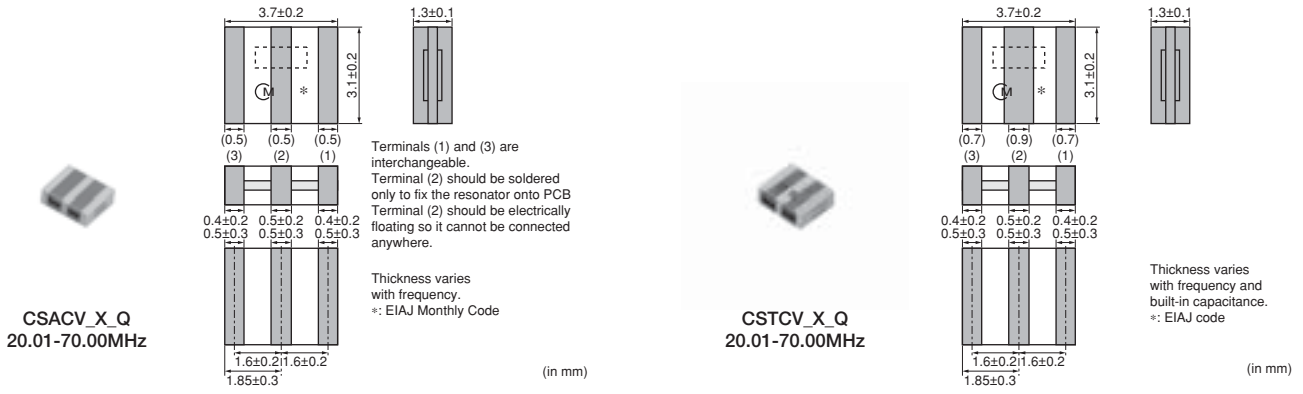 3.7±0.2
1.3±0.1
3.1±0.2
M
*
(0.5) (0.5) (0.5)
(3) (2) (1)
0.4±0.2 0.5±0.2 0.4±0.2
0.5±0.3 0.5±0.3 0.5±0.3
1.6±0.2 1.6±0.2
1.85±0.3
Terminals (1) and (3) are
interchangeable.
Terminal (2) should be soldered
only to fix the resonator onto PCB
Terminal (2) should be electrically
floating so it cannot be connected
anywhere.
Thickness varies
with frequency.
*: EIAJ Monthly Code
CSACV_X_Q
20.01-70.00MHz
(in mm)
3.7±0.2
1.3±0.1
3.1±0.2
M
*
(0.7) (0.9) (0.7)
(3) (2) (1)
0.4±0.2 0.5±0.2 0.4±0.2
0.5±0.3 0.5±0.3 0.5±0.3
1.6±0.2 1.6±0.2
1.85±0.3
Thickness varies
with frequency and
built-in capacitance.
*: EIAJ code
CSTCV_X_Q
20.01-70.00MHz
(in mm)